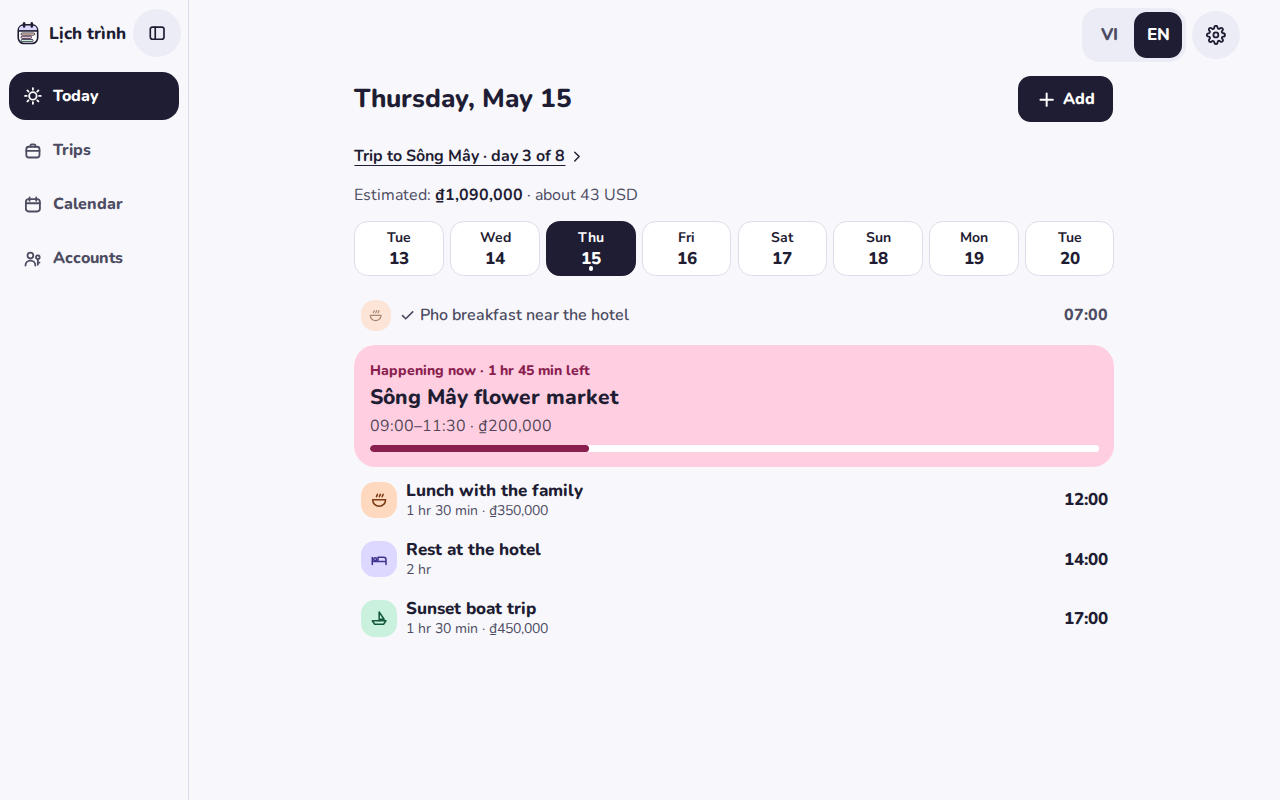 Lịch trình
VI EN
Today
Trips
Calendar
Accounts
Thursday, May 15
Add
Trip to Sông Mây · day 3 of 8
Estimated: ₫1,090,000 · about 43 USD
Tue Wed Thu Fri Sat Sun Mon Tue
13 14 15 16 17 18 19 20
Pho breakfast near the hotel 07:00
Happening now · 1 hr 45 min left
Sông Mây flower market
09:00–11:30 · ₫200,000
Lunch with the family 12:00
1 hr 30 min · ₫350,000
Rest at the hotel 14:00
2 hr
Sunset boat trip 17:00
1 hr 30 min · ₫450,000